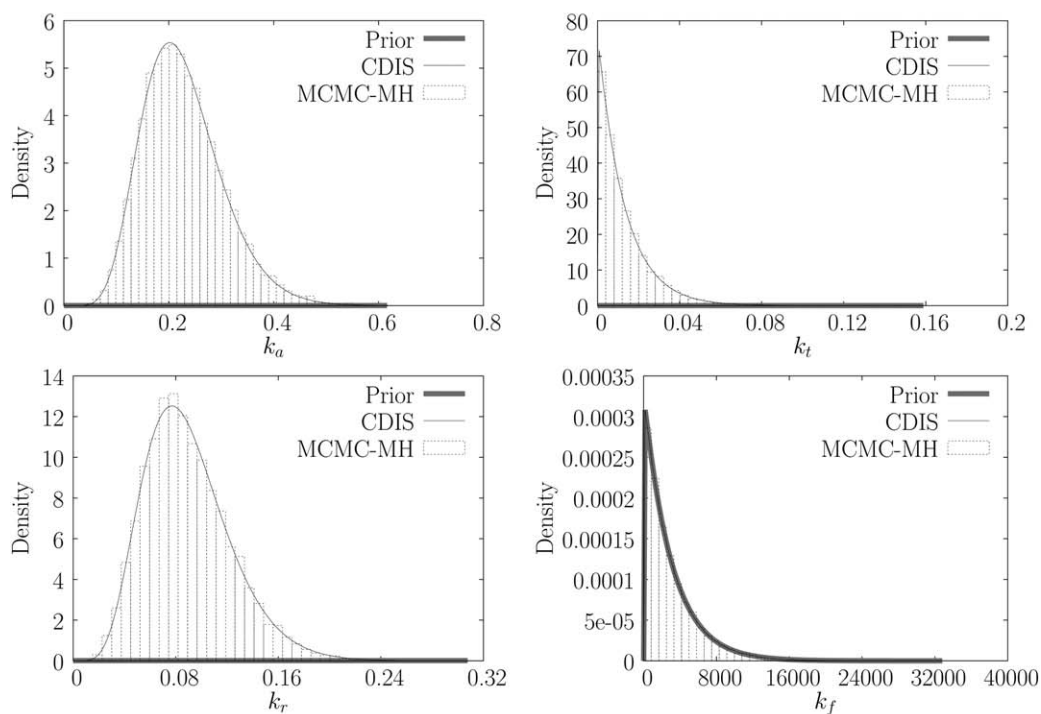 6
5
4
3
2
1
0
Density
Prior
CDIS
MCMC-MH
0 0.2 0.4 0.6 0.8
k_a
80
70
60
50
40
30
20
10
0
Density
Prior
CDIS
MCMC-MH
0 0.04 0.08 0.12 0.16 0.2
k_t
14
12
10
8
6
4
2
0
Density
Prior
CDIS
MCMC-MH
0 0.08 0.16 0.24 0.32
k_r
0.00035
0.0003
0.00025
0.0002
0.00015
0.0001
5e-05
0
Density
Prior
CDIS
MCMC-MH
0 8000 16000 24000 32000 40000
k_f